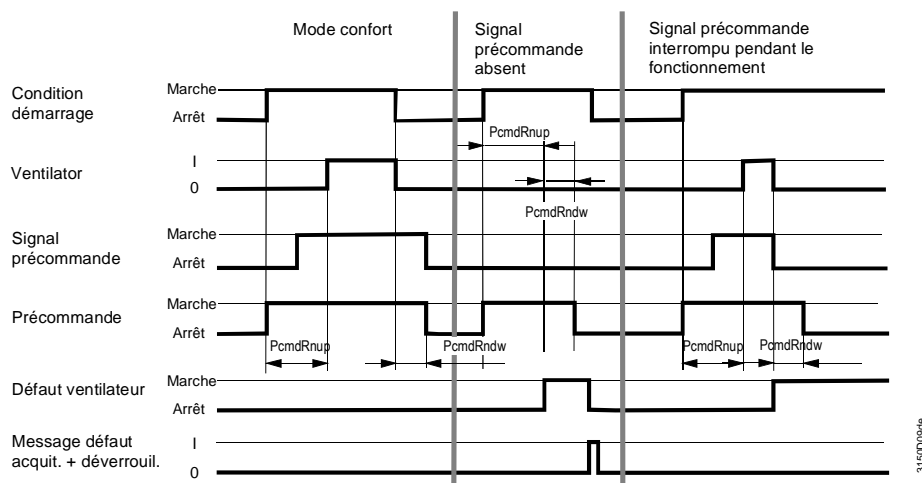 Mode confort
Signal
précommande
absent
Signal précommande
interrompu pendant le
fonctionnement
Condition
démarrage
Marche
Arrêt
PcmdRnup
Ventilator
I
0
PcmdRndw
Signal
précommande
Marche
Arrêt
Précommande
Marche
Arrêt
PcmdRnup
PcmdRndw
PcmdRnup
PcmdRndw
Défaut ventilateur
Marche
Arrêt
Message défaut
acquit. + déverrouil.
I
0
3150D09de